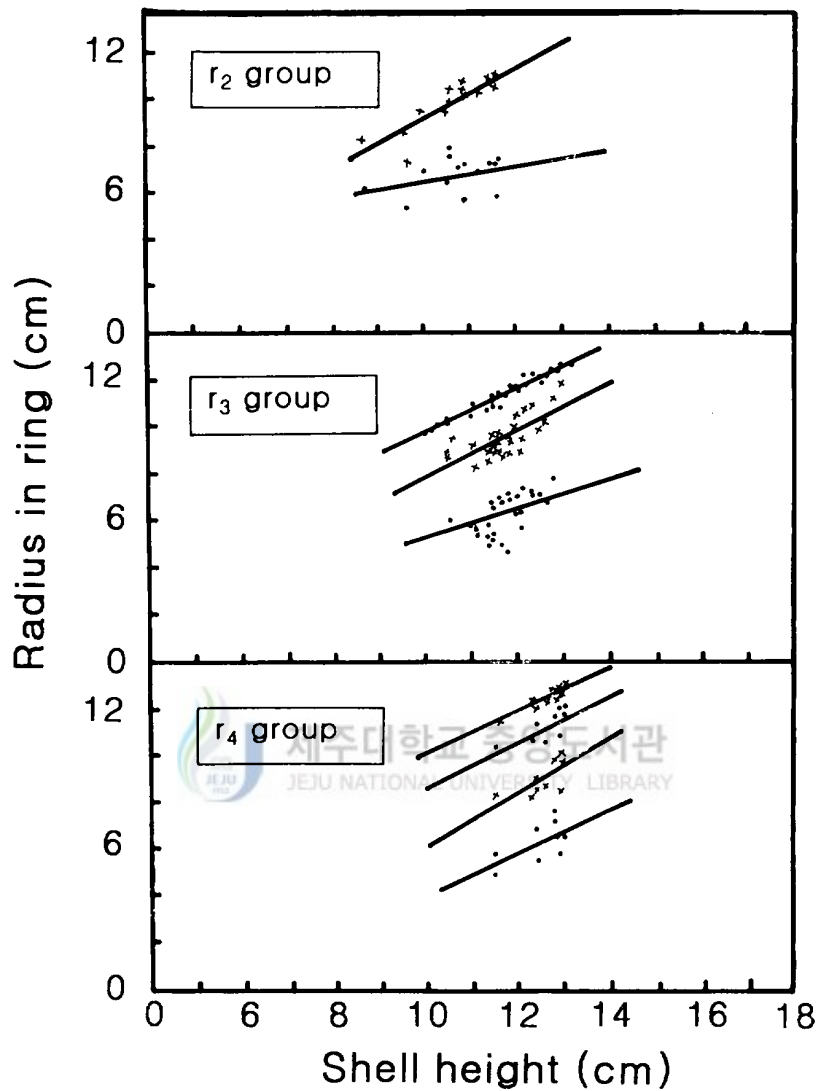 12
r₂ group
6
0
12
r₃ group
6
0
12
r₄ group
제주대학교 중앙도서관
JEJU
1952
JEJU NATIONAL UNIVERSITY LIBRARY
6
0
0 6 8 10 12 14 16 18
Radius in ring (cm)
Shell height (cm)